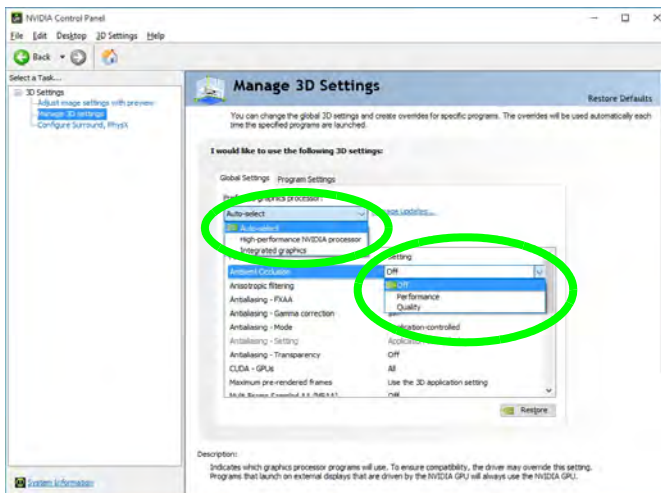 NVIDIA Control Panel
File Edit Desktop 3D Settings Help
Back
Select a Task...
3D Settings
Adjust image settings with preview
Manage 3D settings
Configure Surround, PhysX
Manage 3D Settings
Restore Defaults
You can change the global 3D settings and create overrides for specific programs. The overrides will be used automatically each
time the specified programs are launched.
I would like to use the following 3D settings:
Global Settings Program Settings
graphics processor:
Auto-select
Auto-select
High-performance NVIDIA processor
Integrated graphics
Setting
Ambient Occlusion Off
Off
Performance
Quality
Anisotropic filtering
Antialiasing - FXAA
Antialiasing - Gamma correction
Antialiasing - Mode Application-controlled
Antialiasing - Setting
Antialiasing - Transparency Off
CUDA - GPUs All
Maximum pre-rendered frames Use the 3D application setting
Restore
Description:
Indicates which graphics processor programs will use. To ensure compatibility, the driver may override this setting.
Programs that launch on external displays that are driven by the NVIDIA GPU will always use the NVIDIA GPU.
System Information